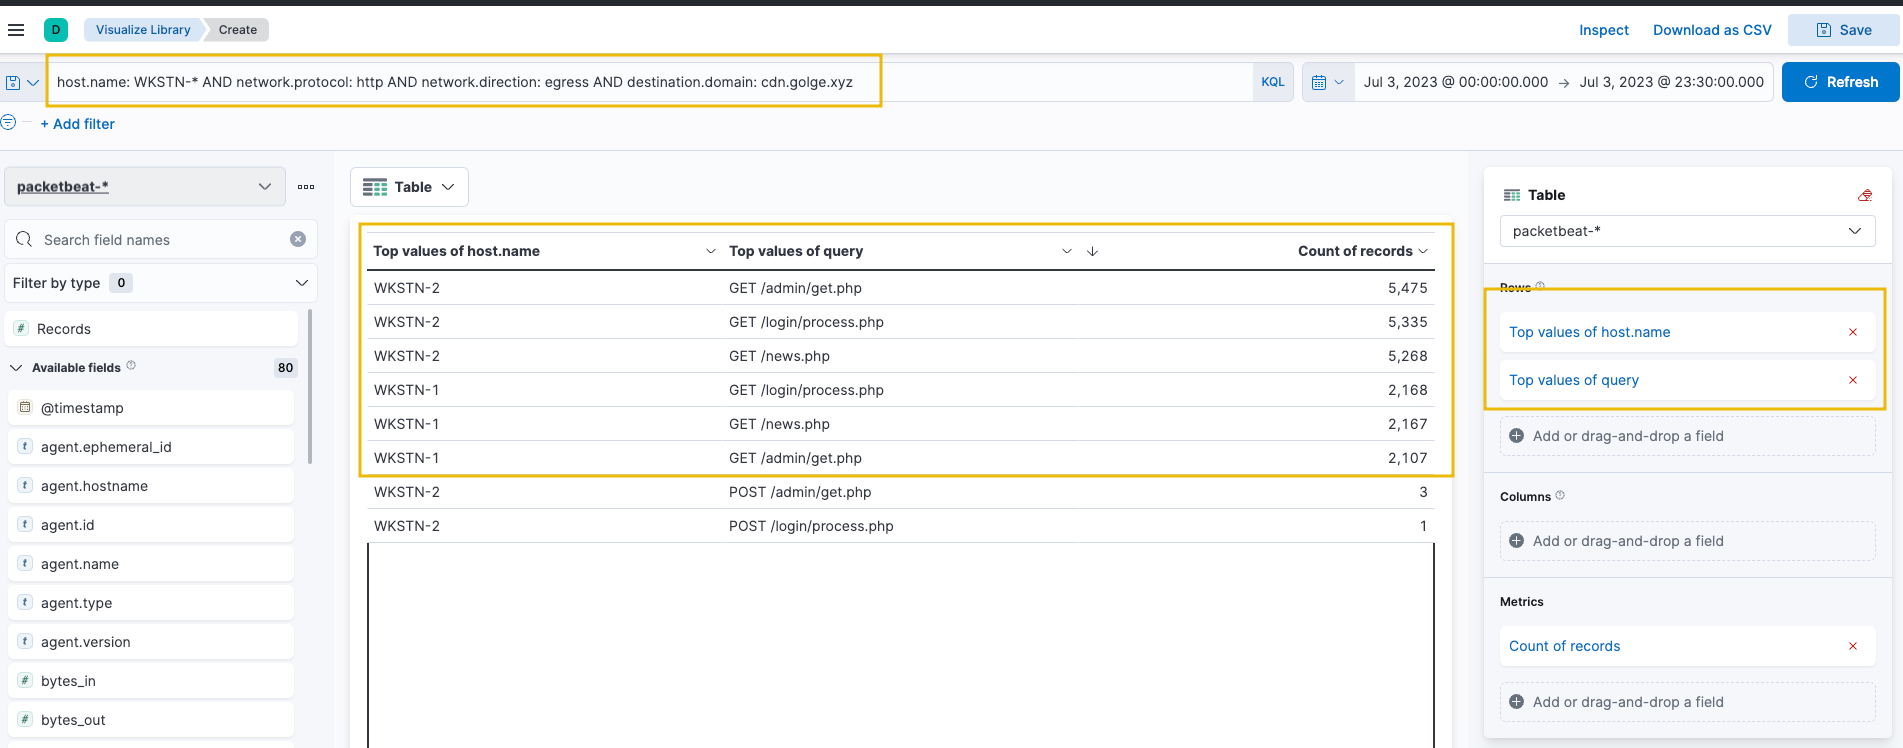 D
Visualize Library
Create
Inspect
Download as CSV
Save
host.name: WKSTN-* AND network.protocol: http AND network.direction: egress AND destination.domain: cdn.golge.xyz
KQL
Jul 3, 2023 @ 00:00:00.000 → Jul 3, 2023 @ 23:30:00.000
Refresh
+ Add filter
packetbeat-*
Search field names
Filter by type 0
# Records
Available fields 80
@timestamp
t agent.ephemeral_id
t agent.hostname
t agent.id
t agent.name
t agent.type
t agent.version
# bytes_in
# bytes_out
Table
Top values of host.name Top values of query ↓ Count of records
WKSTN-2 GET /admin/get.php 5,475
WKSTN-2 GET /login/process.php 5,335
WKSTN-2 GET /news.php 5,268
WKSTN-1 GET /login/process.php 2,168
WKSTN-1 GET /news.php 2,167
WKSTN-1 GET /admin/get.php 2,107
WKSTN-2 POST /admin/get.php 3
WKSTN-2 POST /login/process.php 1
Table
packetbeat-*
Rows
Top values of host.name
Top values of query
Add or drag-and-drop a field
Columns
Add or drag-and-drop a field
Metrics
Count of records
Add or drag-and-drop a field